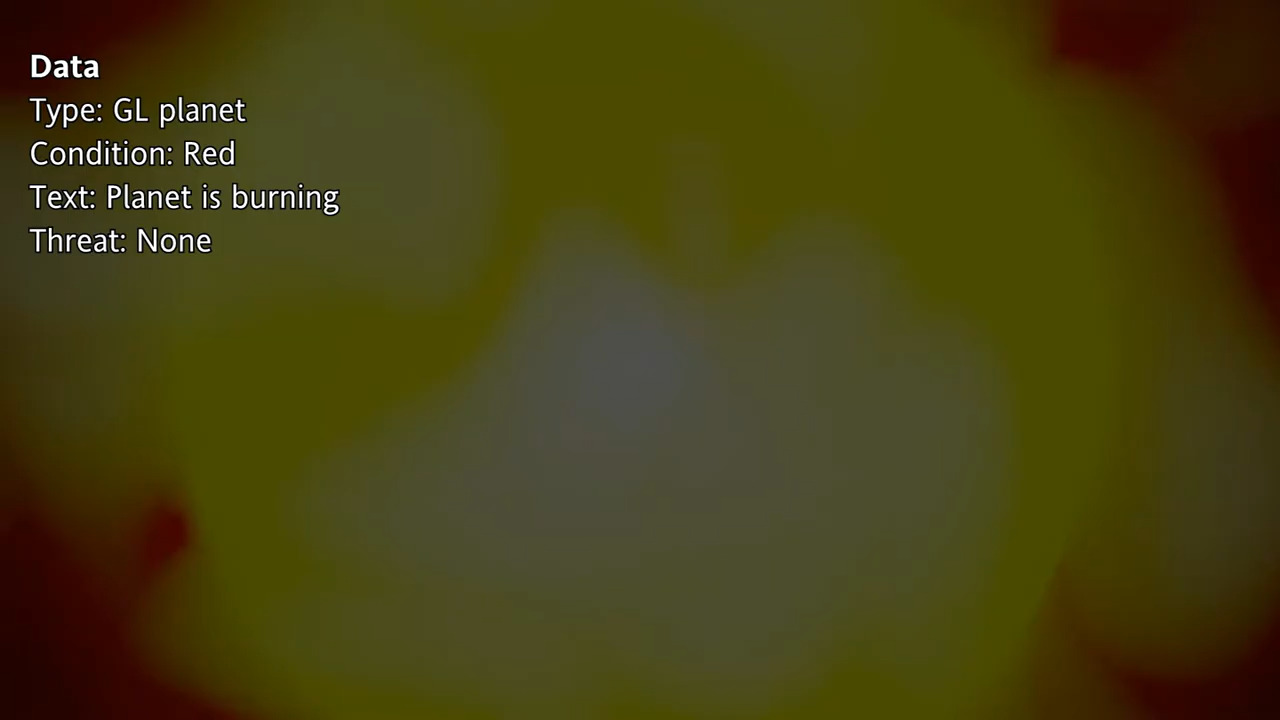 Data
Type: GL planet
Condition: Red
Text: Planet is burning
Threat: None